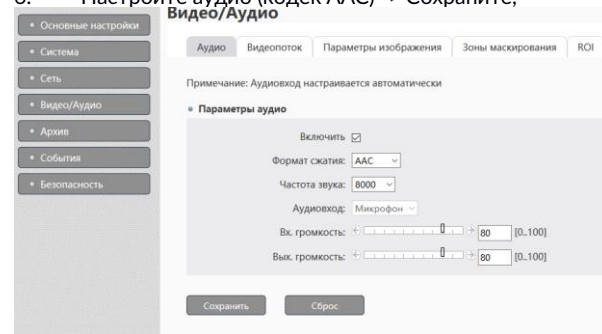 Настройте аудио (кодек AAC) -> Сохраните;
Видео/Аудио
• Основные настройки
• Система
• Сеть
• Видео/Аудио
• Архив
• События
• Безопасность
Аудио Видеопоток Параметры изображения Зоны маскирования ROI
Примечание: Аудиовход настраивается автоматически
Параметры аудио
Включить
Формат сжатия: AAC
Частота звука: 8000
Аудиовход: Микрофон
Вх. громкость: 80 [0..100]
Вых. громкость: 80 [0..100]
Сохранить Сброс